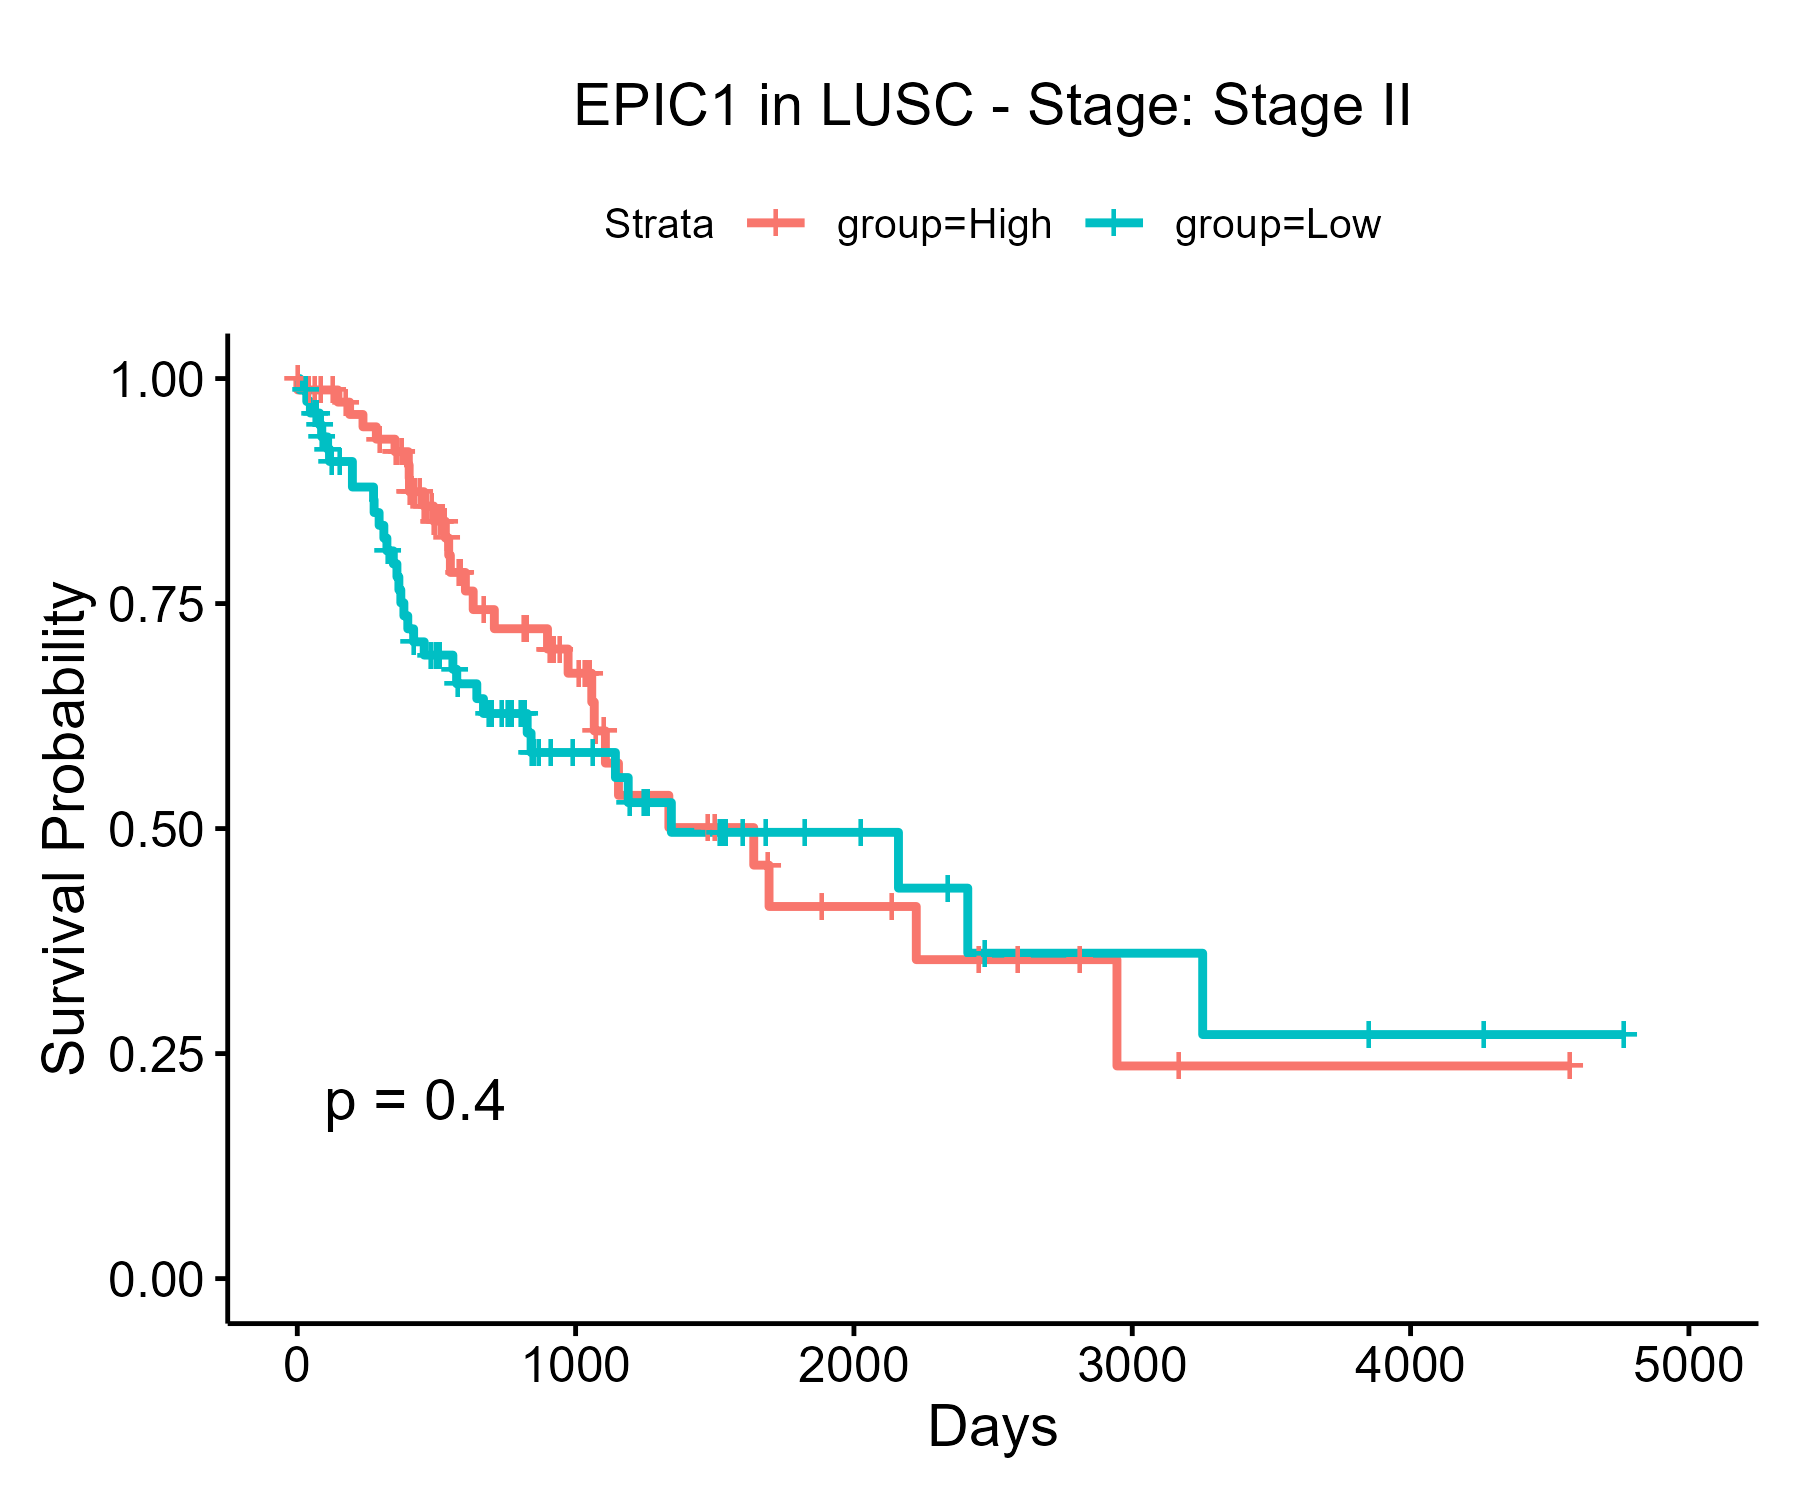 EPIC1 in LUSC - Stage: Stage II
Strata group=High group=Low
Survival Probability
1.00
0.75
0.50
0.25
0.00
p = 0.4
0 1000 2000 3000 4000 5000
Days